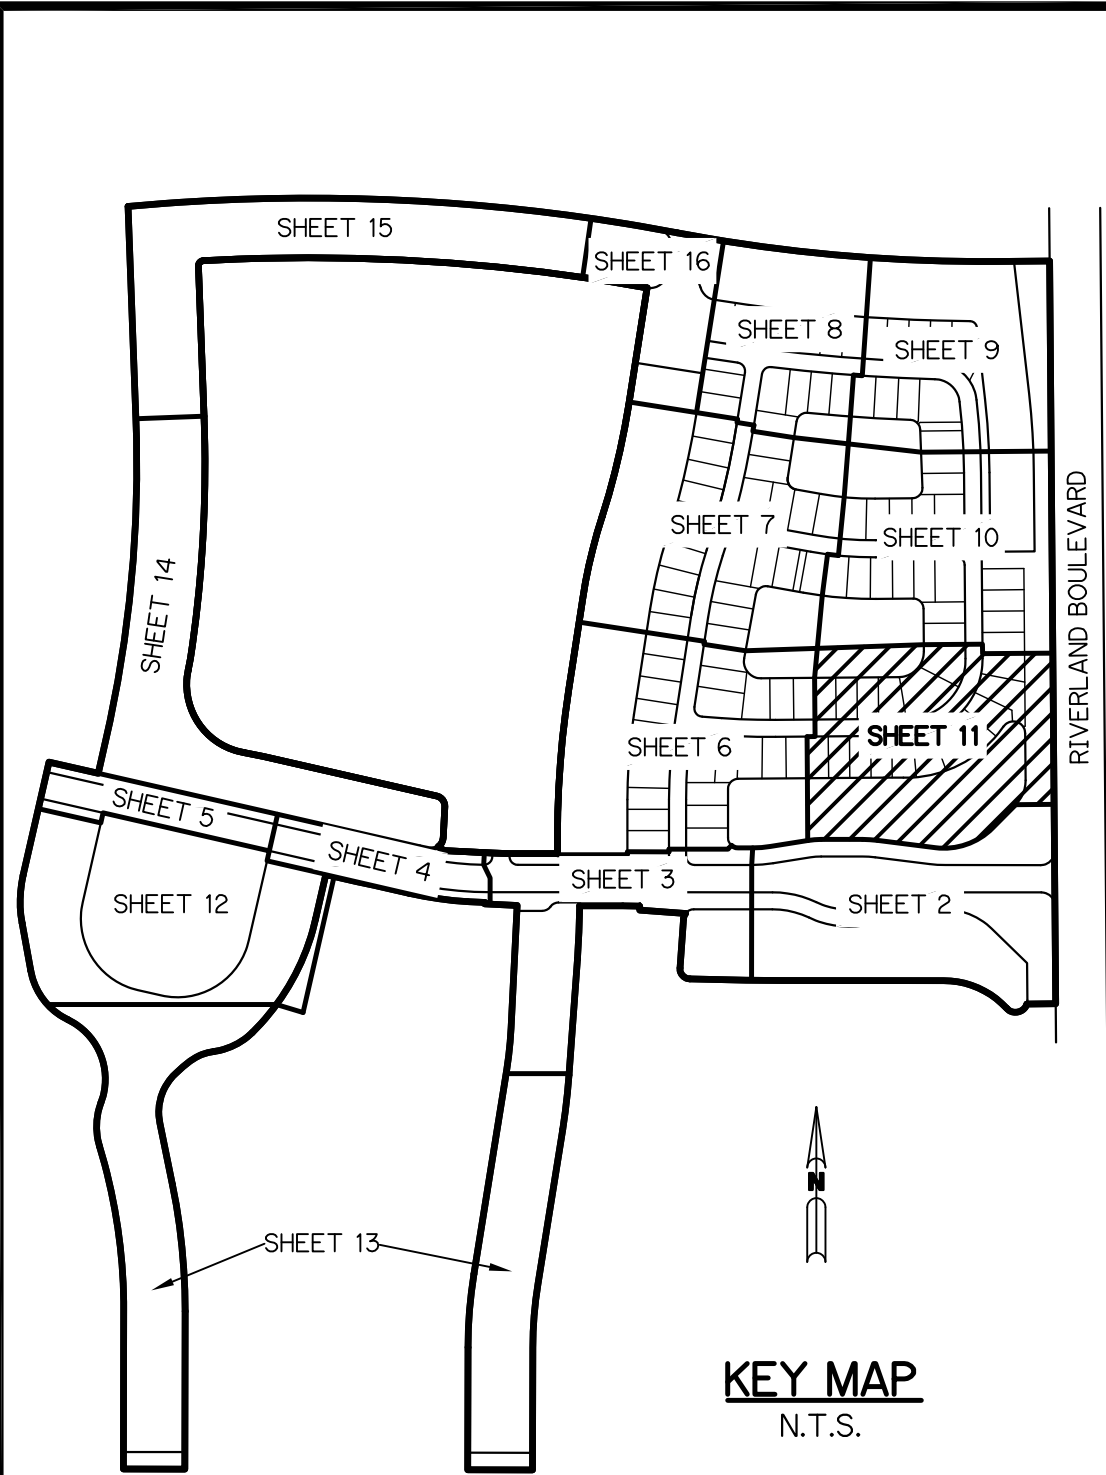 SHEET 15
SHEET 16
SHEET 8
SHEET 9
SHEET 7
SHEET 10
RIVERLAND BOULEVARD
SHEET 14
SHEET 11
SHEET 6
SHEET 5
SHEET 4
SHEET 3
SHEET 12
SHEET 2
N
SHEET 13
KEY MAP
N.T.S.